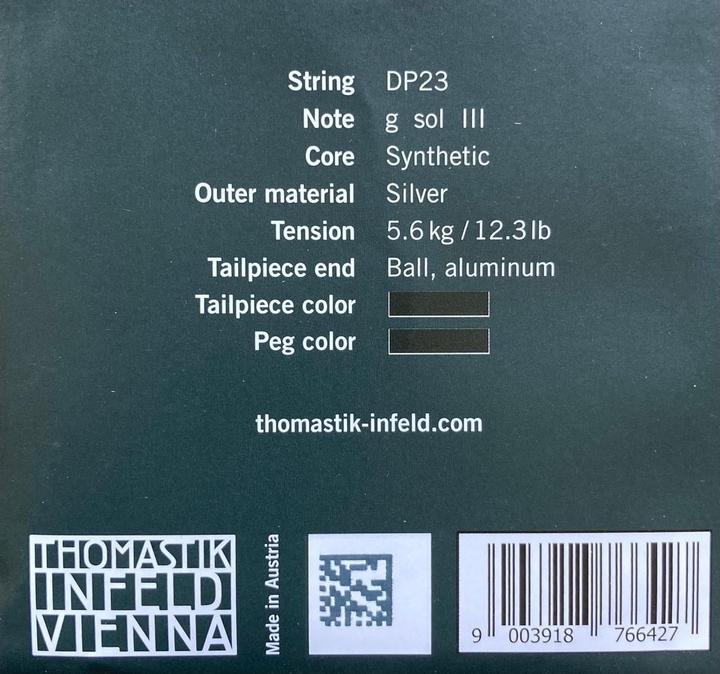 String DP23
Note g sol III
Core Synthetic
Outer material Silver
Tension 5.6 kg / 12.3 lb
Tailpiece end Ball, aluminum
Tailpiece color
Peg color
thomastik-infeld.com
THOMASTIK
INFELD
VIENNA
Made in Austria
9 003918 766427